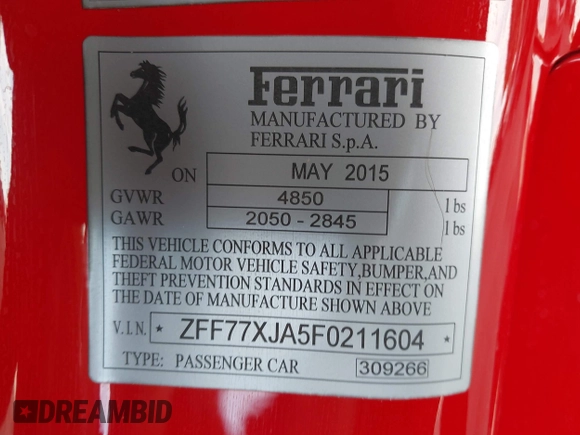 Ferrari
MANUFACTURED BY
FERRARI S.p.A.
ON MAY 2015
GVWR 4850 lbs
GAWR 2050 - 2845 lbs
THIS VEHICLE CONFORMS TO ALL APPLICABLE
FEDERAL MOTOR VEHICLE SAFETY,BUMPER,AND
THEFT PREVENTION STANDARDS IN EFFECT ON
THE DATE OF MANUFACTURE SHOWN ABOVE
V.I.N. * ZFF77XJA5F0211604 *
TYPE: PASSENGER CAR 309266
DREAMBID